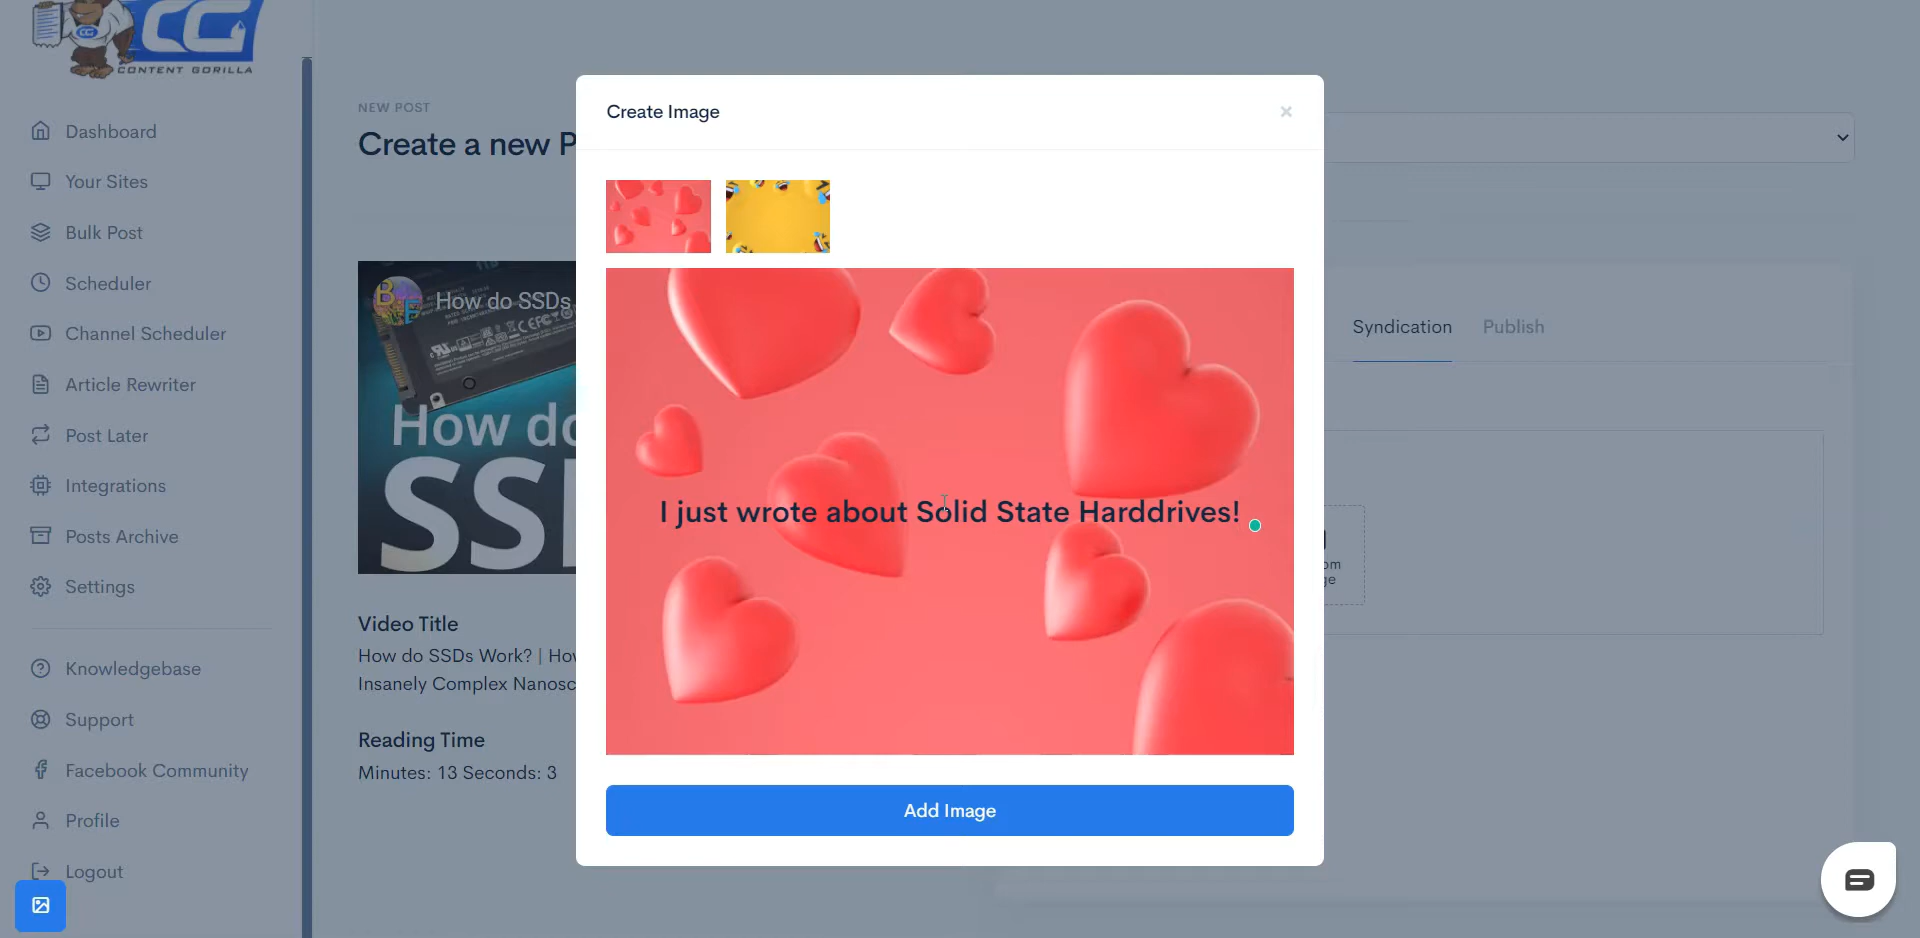 CG
CONTENT GORILLA
Dashboard
Your Sites
Bulk Post
Scheduler
Channel Scheduler
Article Rewriter
Post Later
Integrations
Posts Archive
Settings
Knowledgebase
Support
Facebook Community
Profile
Logout
NEW POST
Create a new P
How do SSDs
How do
SS
Video Title
How do SSDs Work? | How
Insanely Complex Nanosc
Reading Time
Minutes: 13 Seconds: 3
Create Image
×
I just wrote about Solid State Harddrives!
Add Image
Syndication
Publish